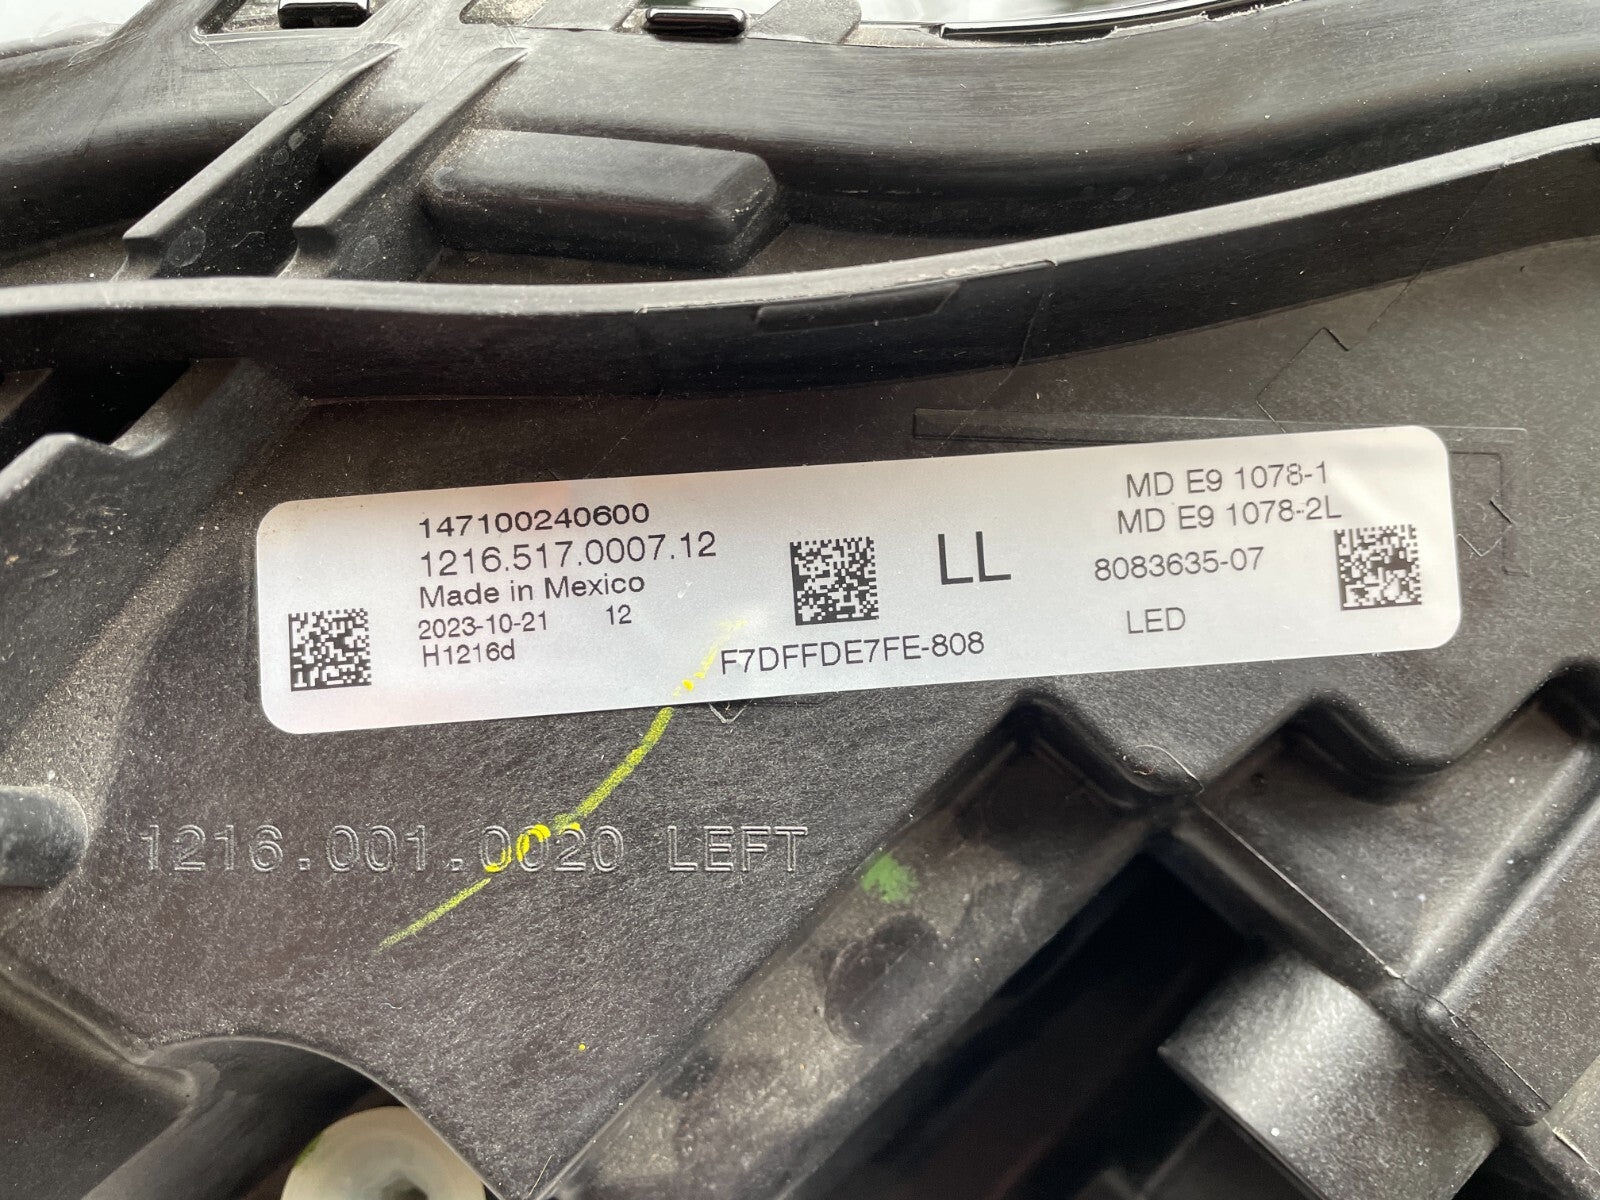 147100240600
1216.517.0007.12
Made in Mexico
2023-10-21 12
H1216d
F7DFFDE7FE-808
LL
MD E9 1078-1
MD E9 1078-2L
8083635-07
LED
1216.001.0020 LEFT